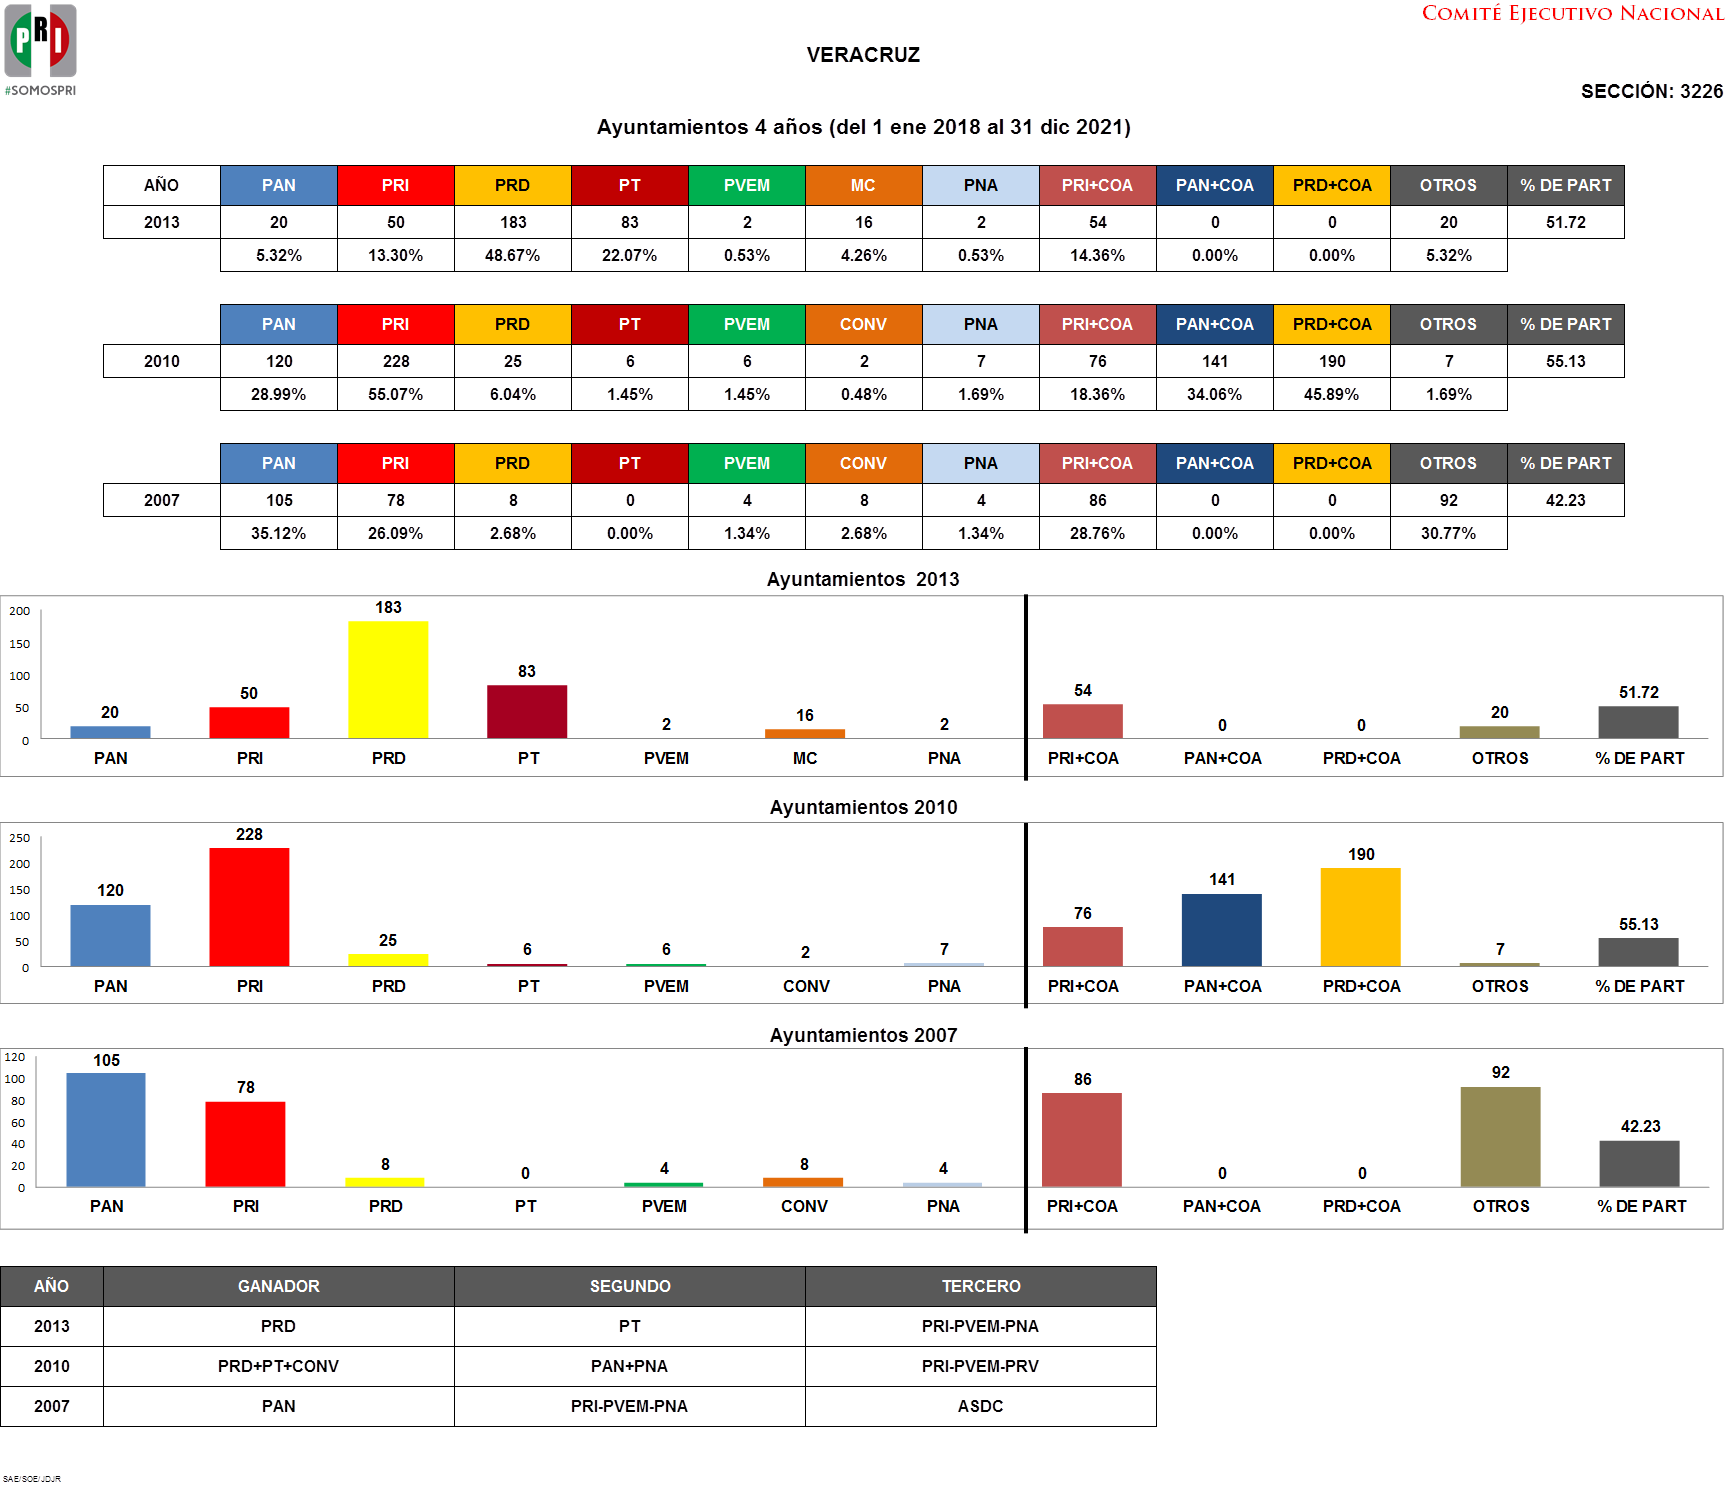 PRI
#SOMOSPRI
COMITÉ EJECUTIVO NACIONAL
VERACRUZ
SECCIÓN: 3226
Ayuntamientos 4 años (del 1 ene 2018 al 31 dic 2021)
AÑO PAN PRI PRD PT PVEM MC PNA PRI+COA PAN+COA PRD+COA OTROS % DE PART
2013 20 50 183 83 2 16 2 54 0 0 20 51.72
5.32% 13.30% 48.67% 22.07% 0.53% 4.26% 0.53% 14.36% 0.00% 0.00% 5.32%
PAN PRI PRD PT PVEM CONV PNA PRI+COA PAN+COA PRD+COA OTROS % DE PART
2010 120 228 25 6 6 2 7 76 141 190 7 55.13
28.99% 55.07% 6.04% 1.45% 1.45% 0.48% 1.69% 18.36% 34.06% 45.89% 1.69%
PAN PRI PRD PT PVEM CONV PNA PRI+COA PAN+COA PRD+COA OTROS % DE PART
2007 105 78 8 0 4 8 4 86 0 0 92 42.23
35.12% 26.09% 2.68% 0.00% 1.34% 2.68% 1.34% 28.76% 0.00% 0.00% 30.77%
Ayuntamientos 2013
200
150
100
50
0
20 50 183 83 2 16 2 54 0 0 20 51.72
PAN PRI PRD PT PVEM MC PNA PRI+COA PAN+COA PRD+COA OTROS % DE PART
Ayuntamientos 2010
250
200
150
100
50
0
120 228 25 6 6 2 7 76 141 190 7 55.13
PAN PRI PRD PT PVEM CONV PNA PRI+COA PAN+COA PRD+COA OTROS % DE PART
Ayuntamientos 2007
120
100
80
60
40
20
0
105 78 8 0 4 8 4 86 0 0 92 42.23
PAN PRI PRD PT PVEM CONV PNA PRI+COA PAN+COA PRD+COA OTROS % DE PART
AÑO GANADOR SEGUNDO TERCERO
2013 PRD PT PRI-PVEM-PNA
2010 PRD+PT+CONV PAN+PNA PRI-PVEM-PRV
2007 PAN PRI-PVEM-PNA ASDC
SAE/SOE/JDJR